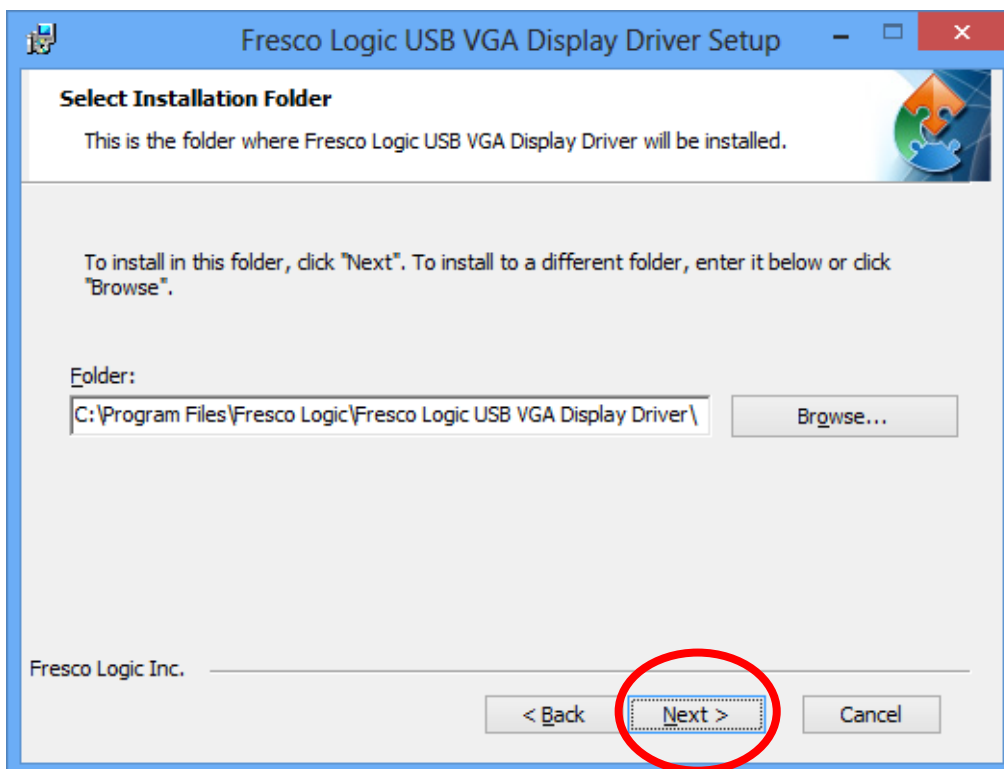 Fresco Logic USB VGA Display Driver Setup
Select Installation Folder
This is the folder where Fresco Logic USB VGA Display Driver will be installed.
To install in this folder, click "Next". To install to a different folder, enter it below or click
"Browse".
Folder:
C:\Program Files\Fresco Logic\Fresco Logic USB VGA Display Driver\ Browse...
Fresco Logic Inc.
< Back Next > Cancel